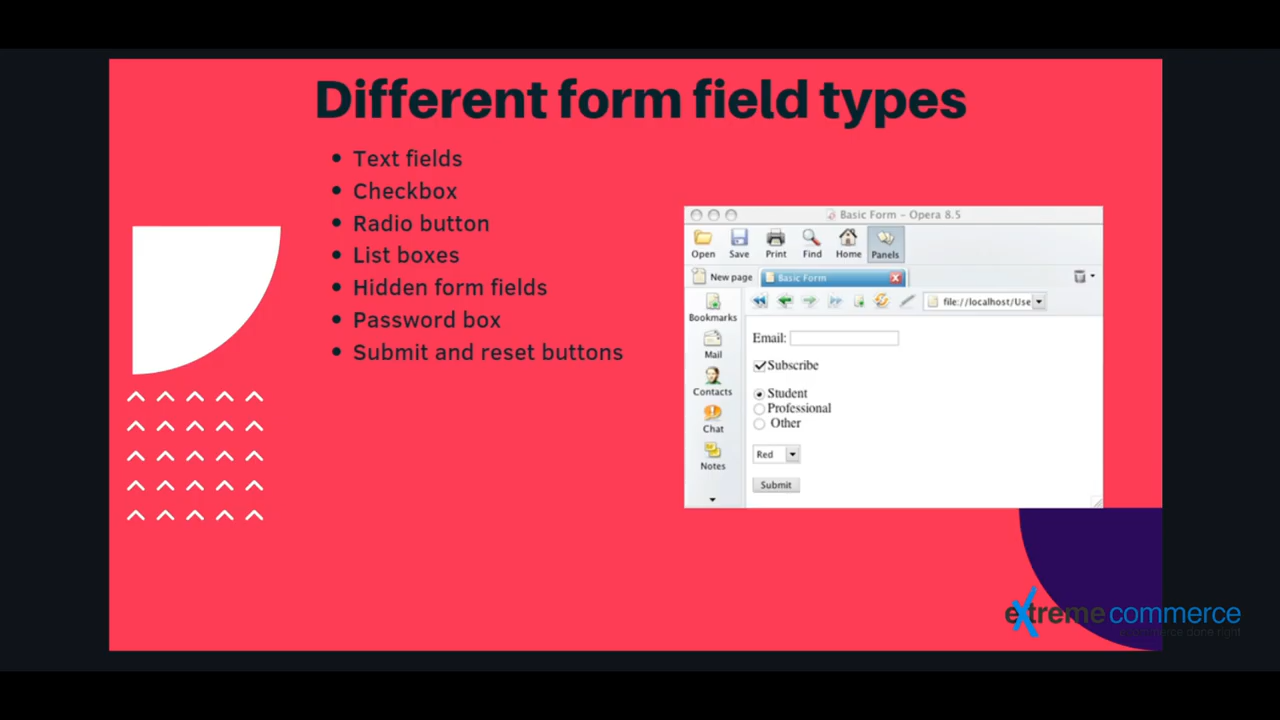 Different form field types
Text fields
Checkbox
Radio button
List boxes
Hidden form fields
Password box
Submit and reset buttons
Basic Form – Opera 8.5
Open Save Print Find Home Panels
New page Basic Form
file://localhost/Use
Bookmarks
Mail
Contacts
Chat
Notes
Email:
Subscribe
Student
Professional
Other
Red
Submit
extreme commerce